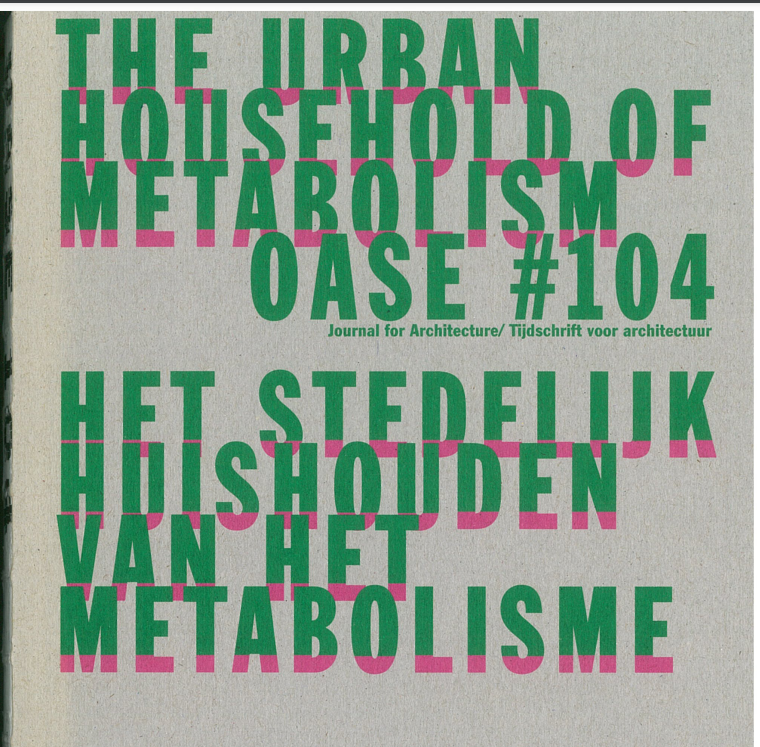 THE URBAN
HOUSEHOLD OF
METABOLISM
OASE #104
Journal for Architecture/ Tijdschrift voor architectuur
HET STEDELIJK
HUISHOUDEN
VAN HET
METABOLISME